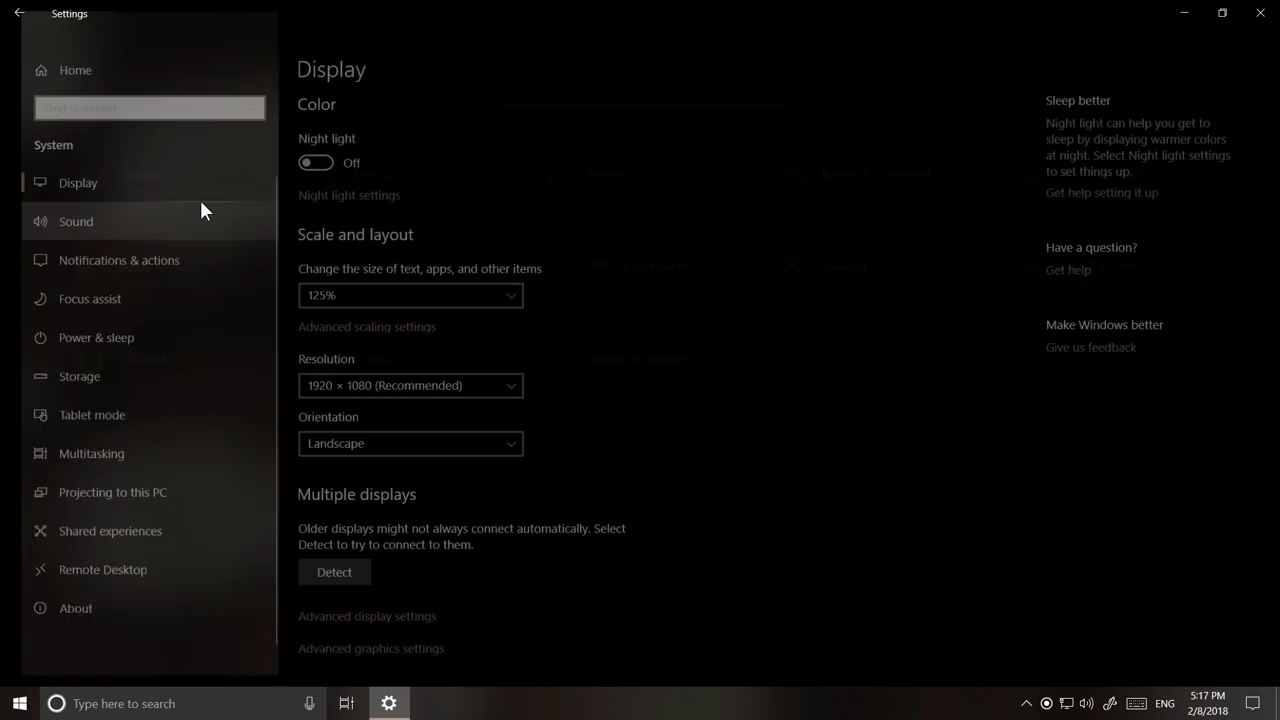 Settings
Home
System
Display
Sound
Notifications & actions
Focus assist
Power & sleep
Storage
Tablet mode
Multitasking
Projecting to this PC
Shared experiences
Remote Desktop
About
Display
Color
Night light
Off
Night light settings
Scale and layout
Change the size of text, apps, and other items
125%
Advanced scaling settings
Resolution
1920 × 1080 (Recommended)
Orientation
Landscape
Multiple displays
Older displays might not always connect automatically. Select
Detect to try to connect to them.
Detect
Advanced display settings
Advanced graphics settings
Sleep better
Night light can help you get to
sleep by displaying warmer colors
at night. Select Night light settings
to set things up.
Get help setting it up
Have a question?
Get help
Make Windows better
Give us feedback
Type here to search
ENG
5:17 PM
2/8/2018